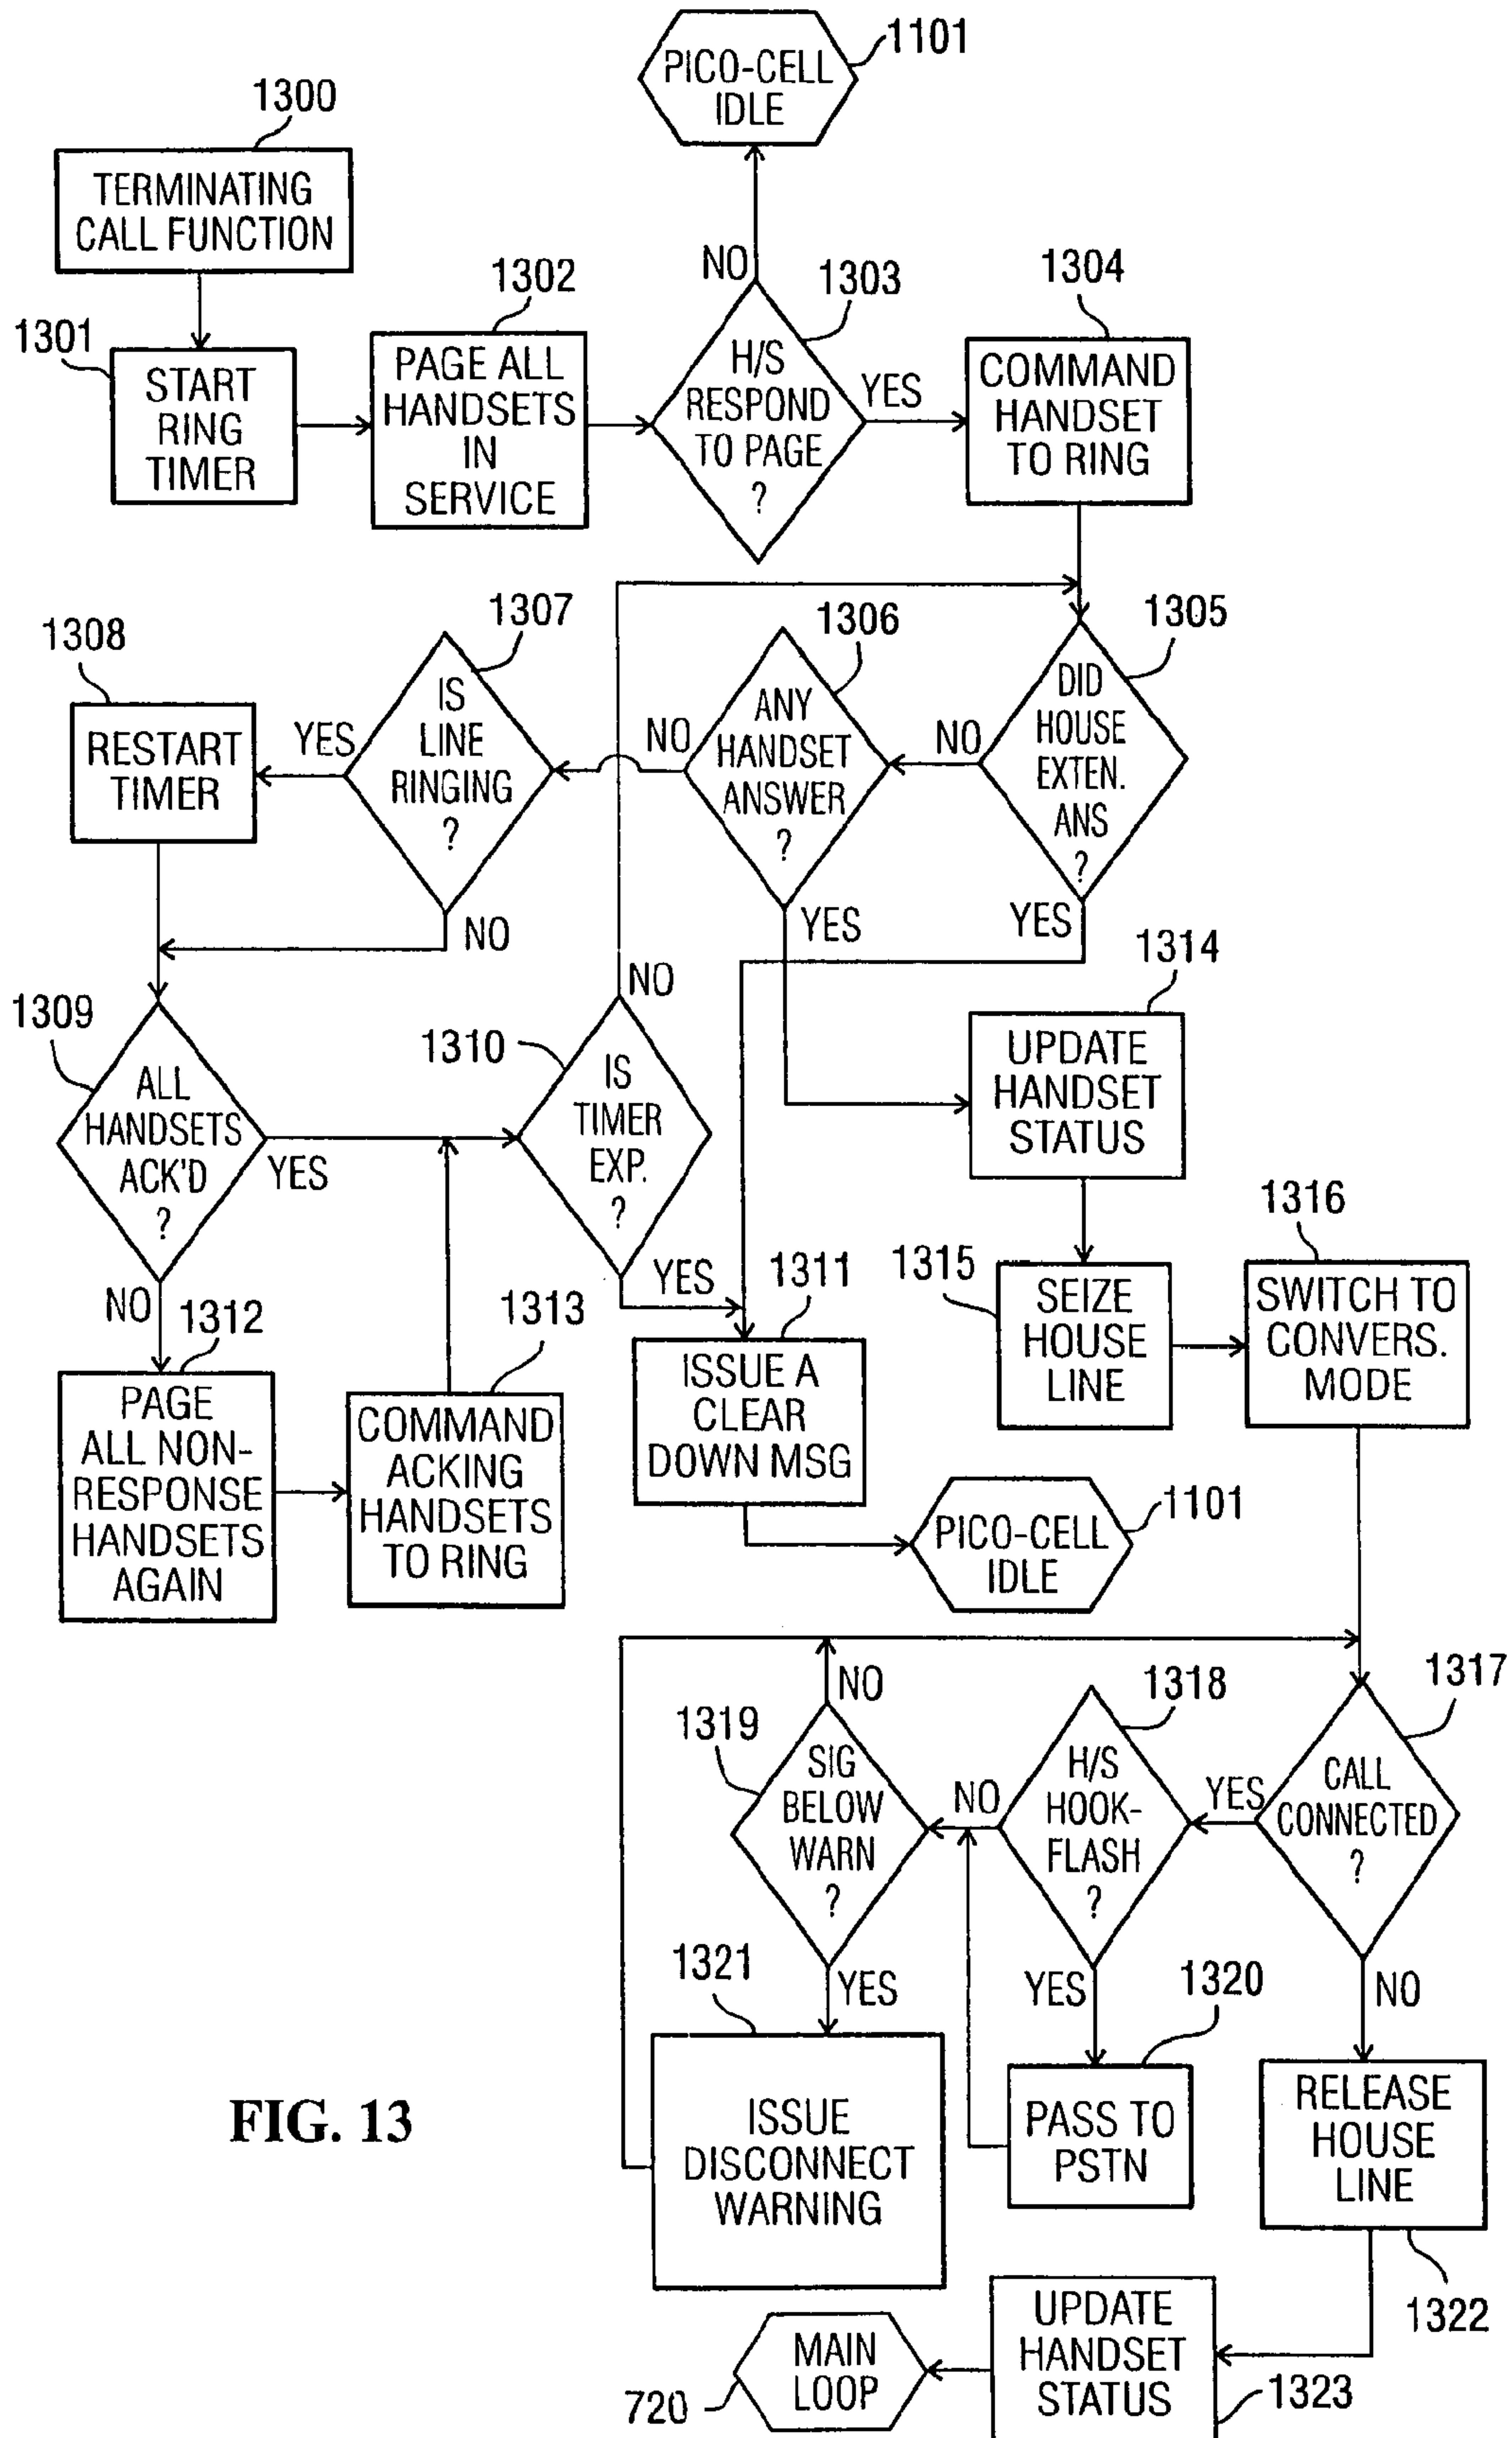 1101
PICO-CELL
IDLE
1300
TERMINATING
CALL FUNCTION
1301
START
RING
TIMER
1302
PAGE ALL
HANDSETS
IN
SERVICE
NO
1303
H/S
RESPOND
TO PAGE
?
YES
1304
COMMAND
HANDSET
TO RING
1308
RESTART
TIMER
YES
1307
IS
LINE
RINGING
?
NO
NO
1306
ANY
HANDSET
ANSWER
?
YES
NO
1305
DID
HOUSE
EXTEN.
ANS
?
YES
1309
ALL
HANDSETS
ACK'D
?
YES
NO
1310
IS
TIMER
EXP.
?
NO
YES
1314
UPDATE
HANDSET
STATUS
1315
SEIZE
HOUSE
LINE
1316
SWITCH TO
CONVERS.
MODE
1312
PAGE
ALL NON-
RESPONSE
HANDSETS
AGAIN
1313
COMMAND
ACKING
HANDSETS
TO RING
1311
ISSUE A
CLEAR
DOWN MSG
1101
PICO-CELL
IDLE
1317
CALL
CONNECTED
?
YES
NO
1318
H/S
HOOK-
FLASH
?
NO
YES
1319
SIG
BELOW
WARN
?
NO
YES
1321
ISSUE
DISCONNECT
WARNING
1320
PASS TO
PSTN
RELEASE
HOUSE
LINE
1322
UPDATE
HANDSET
STATUS
1323
MAIN
LOOP
720
FIG. 13